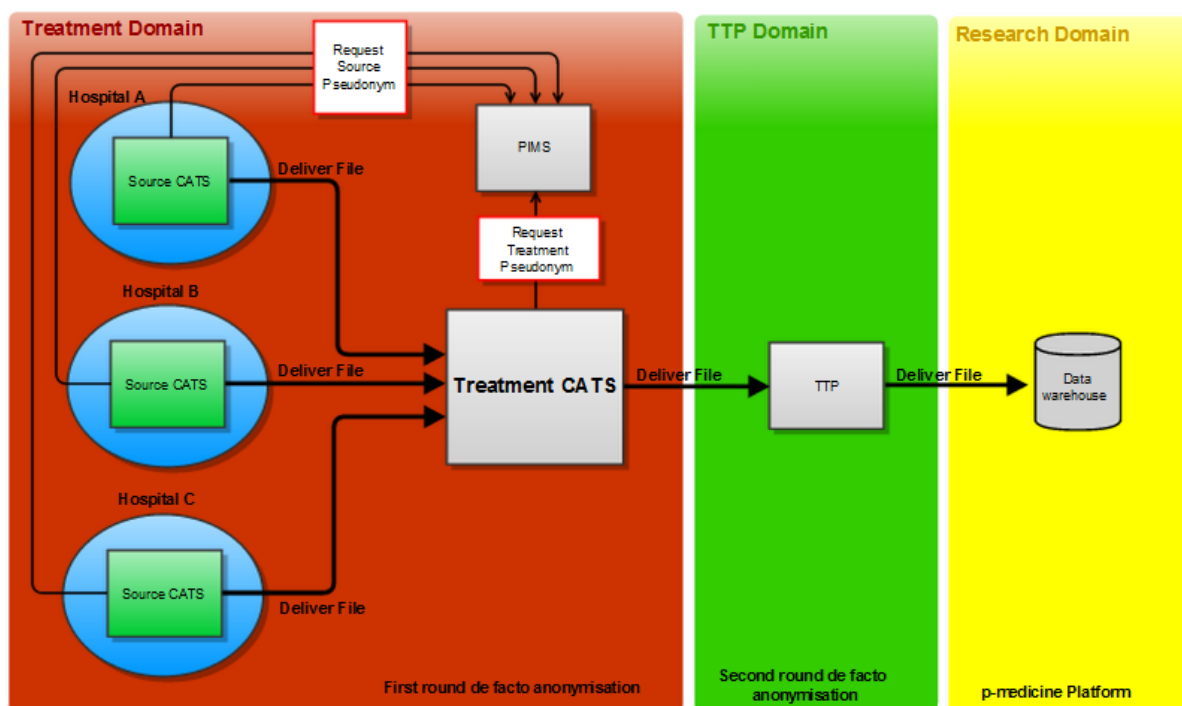 Treatment Domain
TTP Domain
Research Domain
Request
Source
Pseudonym
Hospital A
Source CATS
Deliver File
PIMS
Request
Treatment
Pseudonym
Hospital B
Source CATS
Deliver File
Treatment CATS
Deliver File
TTP
Deliver File
Data
warehouse
Hospital C
Source CATS
Deliver File
First round de facto anonymisation
Second round de facto
anonymisation
p-medicine Platform